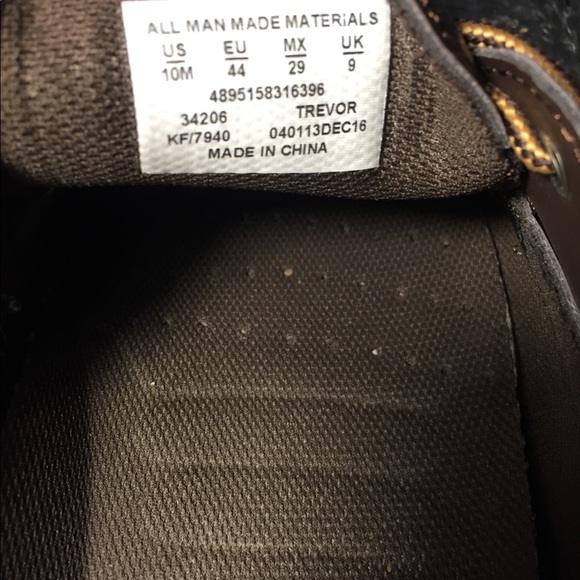 ALL MAN MADE MATERIALS
US EU MX UK
10M 44 29 9
4895158316396
34206 TREVOR
KF/7940 040113DEC16
MADE IN CHINA